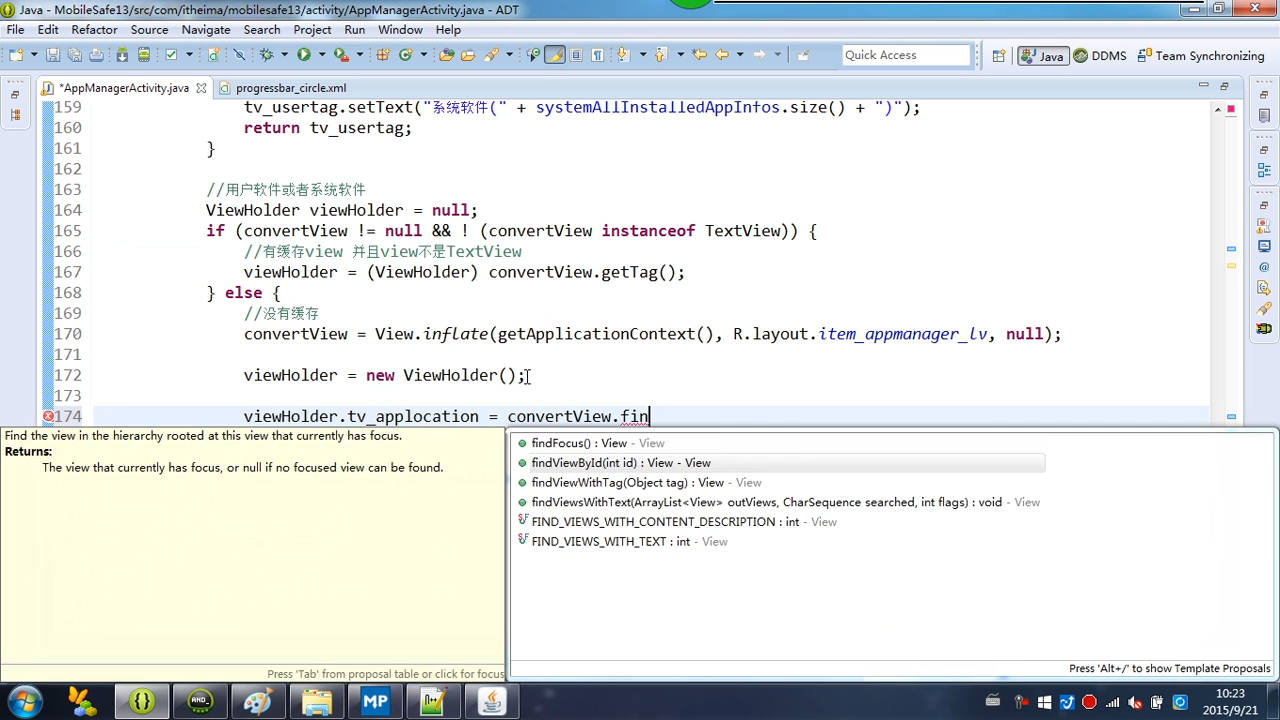 Java - MobileSafe13/src/com/itheima/mobilesafe13/activity/AppManagerActivity.java - ADT
File Edit Refactoring Source Navigate Search Project Run Window Help
Quick Access
Java
DDMS
Team Synchronizing
*AppManagerActivity.java
progressbar_circle.xml
159 tv_usertag.setText("系统软件(" + systemAllInstalledAppInfos.size() + ")");
160 return tv_usertag;
161 }
162
163 //用户软件或者系统软件
164 ViewHolder viewHolder = null;
165 if (convertView != null && ! (convertView instanceof TextView)) {
166 //有缓存view 并且view不是TextView
167 viewHolder = (ViewHolder) convertView.getTag();
168 } else {
169 //没有缓存
170 convertView = View.inflate(getApplicationContext(), R.layout.item_appmanager_lv, null);
171
172 viewHolder = new ViewHolder();
173
174 viewHolder.tv_applocation = convertView.fin
Find the view in the hierarchy rooted at this view that currently has focus.
Returns:
The view that currently has focus, or null if no focused view can be found.
Press 'Tab' from proposal table or click for focus
findFocus() : View - View
findViewById(int id) : View - View
findViewWithTag(Object tag) : View - View
findViewsWithText(ArrayList<View> outViews, CharSequence searched, int flags) : void - View
FIND_VIEWS_WITH_CONTENT_DESCRIPTION : int - View
FIND_VIEWS_WITH_TEXT : int - View
Press 'Alt+/' to show Template Proposals
MP
10:23
2015/9/21